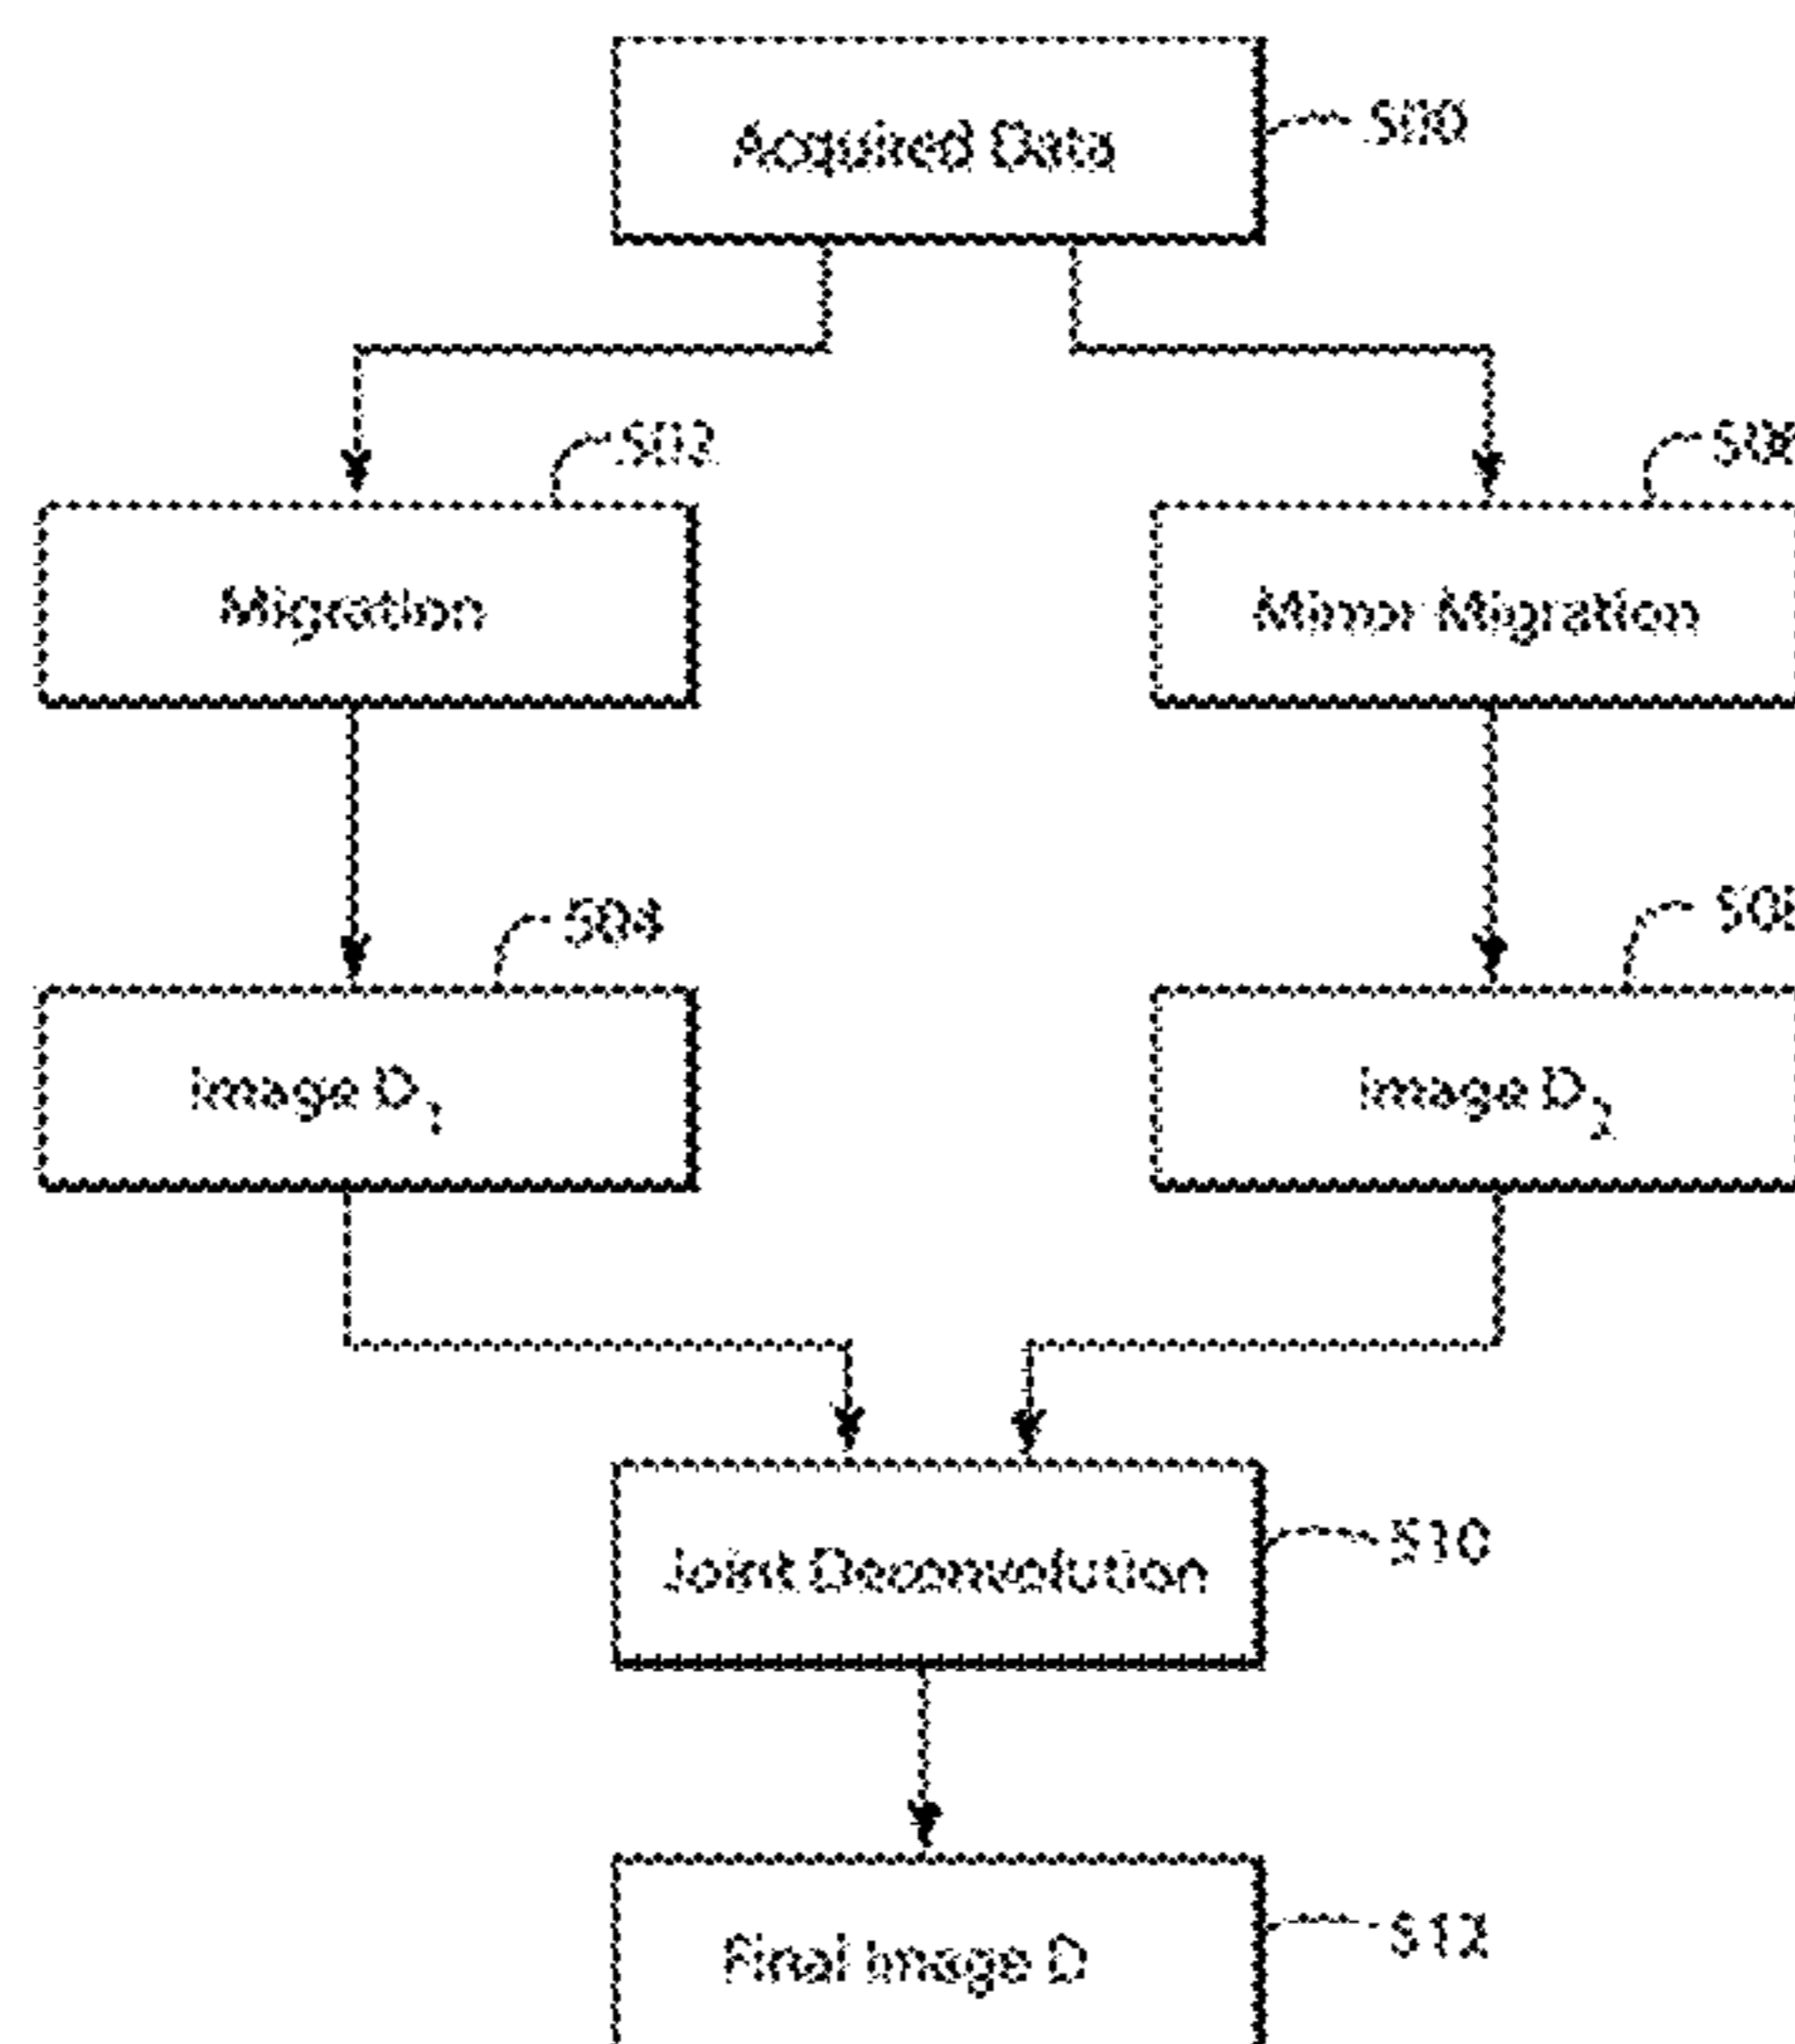 Acquired Data
500
502
Migration
Mirror Migration
504
Image D1
Image D2
Joint Deconvolution
510
Final Image D
512